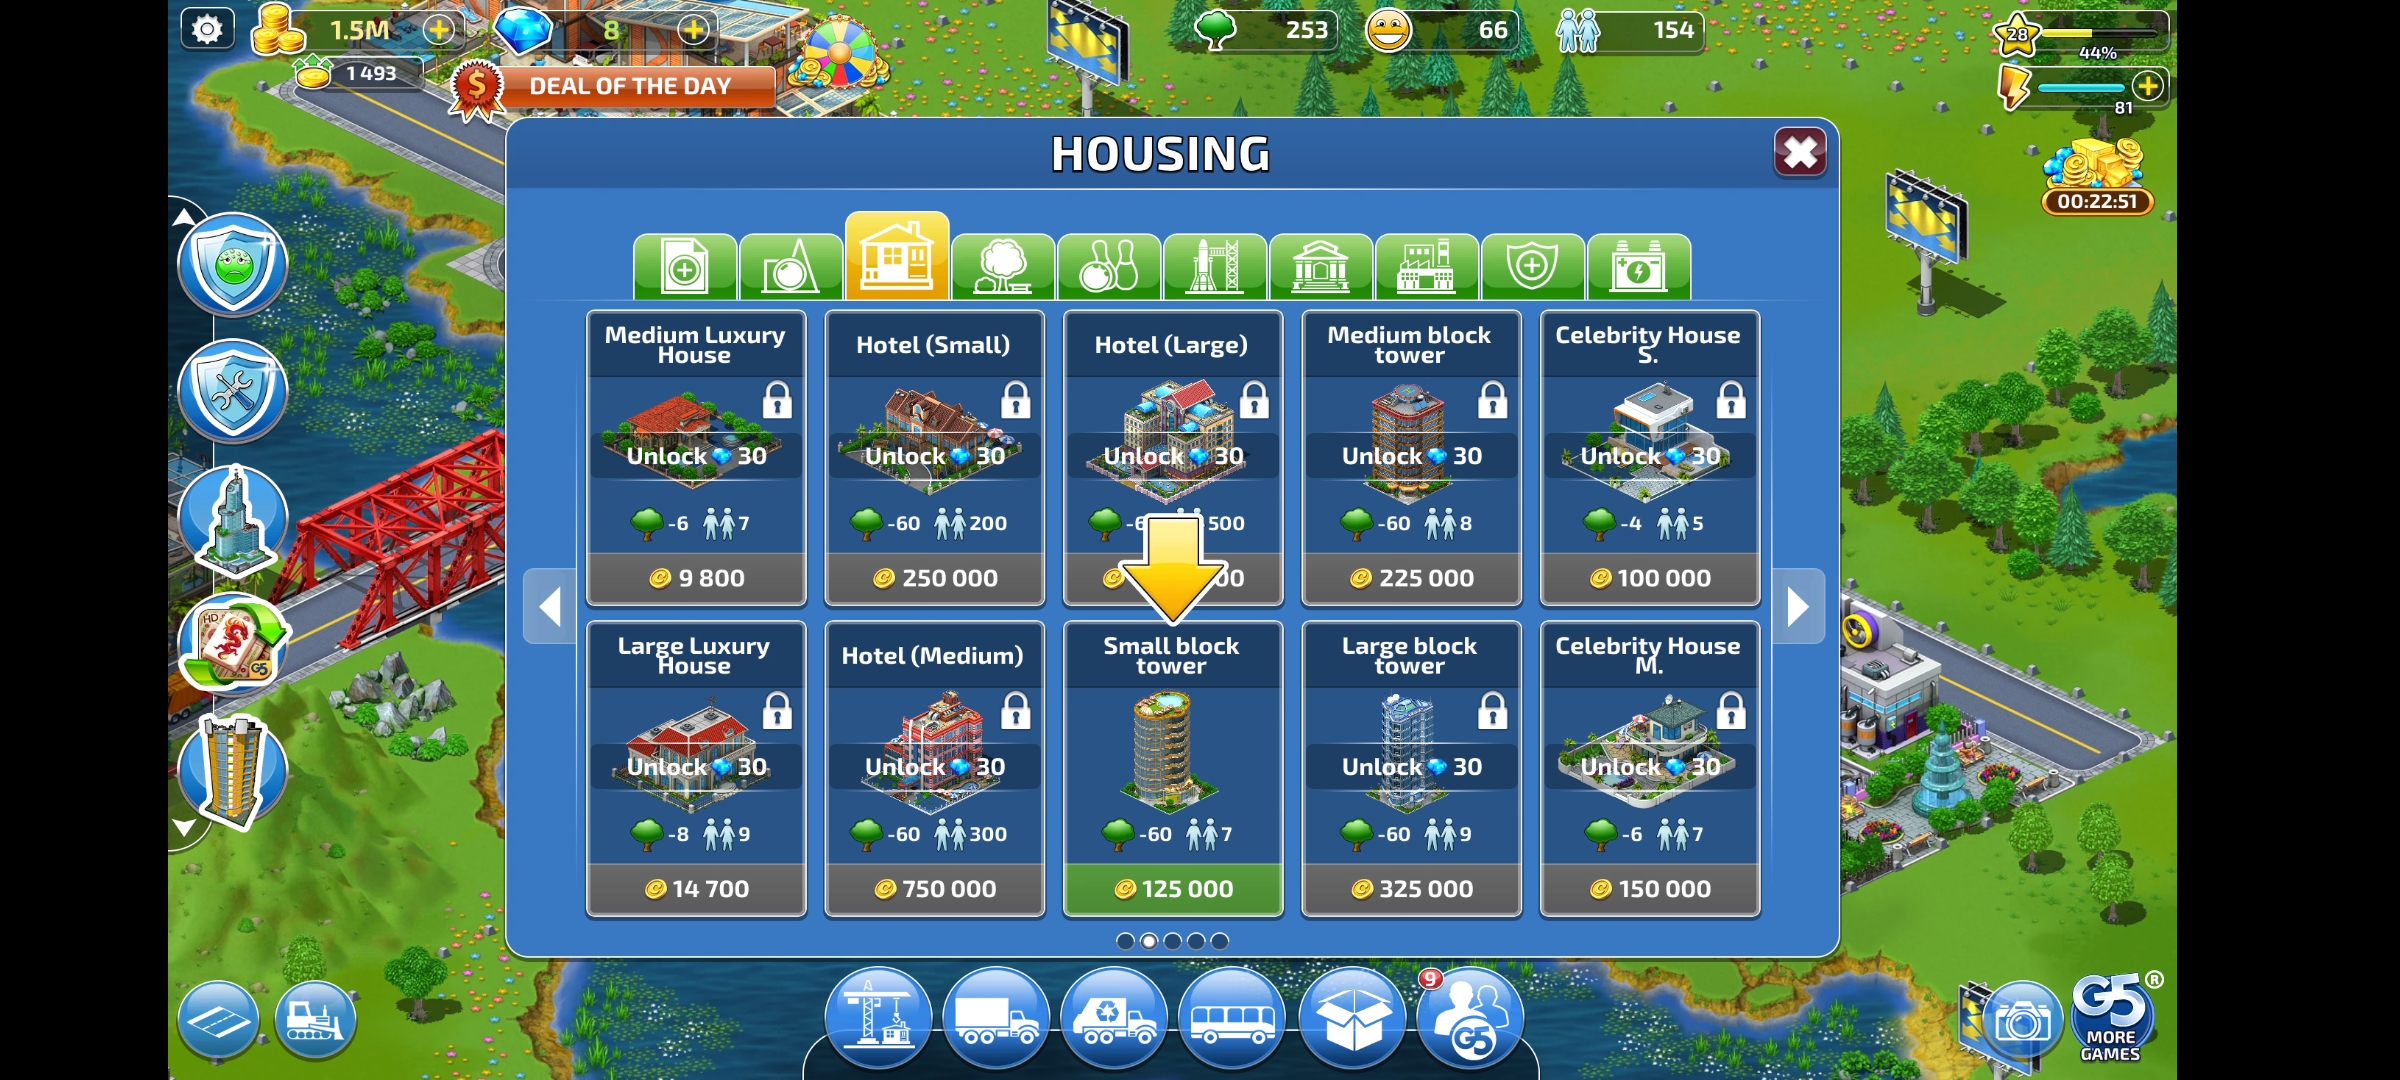 1.5M
8
253
66
154
28
44%
1 493
DEAL OF THE DAY
81
00:22:51
HOUSING
Medium Luxury
House
Unlock 30
-6 7
9 800
Hotel (Small)
Unlock 30
-60 200
250 000
Hotel (Large)
Unlock 30
500
Medium block
tower
Unlock 30
-60 8
225 000
Celebrity House
S.
Unlock 30
-4 5
100 000
Large Luxury
House
Unlock 30
-8 9
14 700
Hotel (Medium)
Unlock 30
-60 300
750 000
Small block
tower
-60 7
125 000
Large block
tower
Unlock 30
-60 9
325 000
Celebrity House
M.
Unlock 30
-6 7
150 000
HD
G5
9
G5
G5®
MORE
GAMES